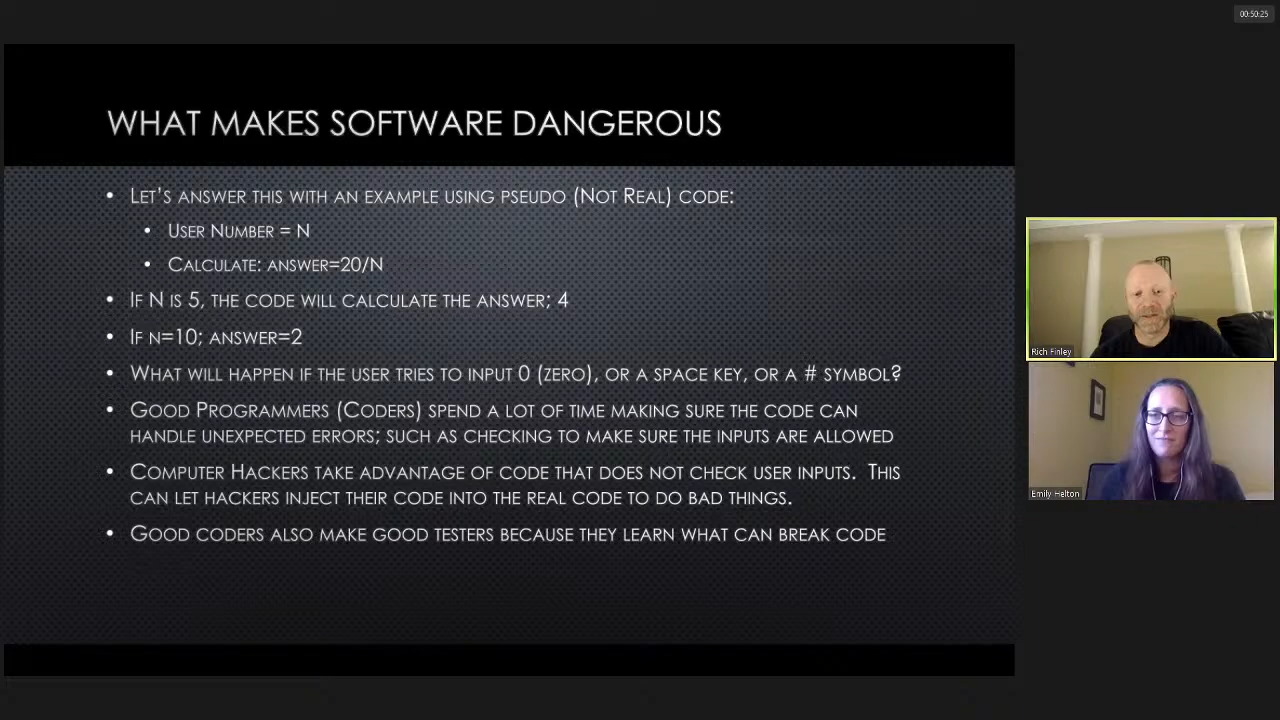 00:50:25
WHAT MAKES SOFTWARE DANGEROUS
• LET'S ANSWER THIS WITH AN EXAMPLE USING PSEUDO (NOT REAL) CODE:
• USER NUMBER = N
• CALCULATE: ANSWER=20/N
• IF N IS 5, THE CODE WILL CALCULATE THE ANSWER; 4
• IF N=10; ANSWER=2
• WHAT WILL HAPPEN IF THE USER TRIES TO INPUT 0 (ZERO), OR A SPACE KEY, OR A # SYMBOL?
• GOOD PROGRAMMERS (CODERS) SPEND A LOT OF TIME MAKING SURE THE CODE CAN
HANDLE UNEXPECTED ERRORS; SUCH AS CHECKING TO MAKE SURE THE INPUTS ARE ALLOWED
• COMPUTER HACKERS TAKE ADVANTAGE OF CODE THAT DOES NOT CHECK USER INPUTS. THIS
CAN LET HACKERS INJECT THEIR CODE INTO THE REAL CODE TO DO BAD THINGS.
• GOOD CODERS ALSO MAKE GOOD TESTERS BECAUSE THEY LEARN WHAT CAN BREAK CODE
Rich Finley
Emily Helton